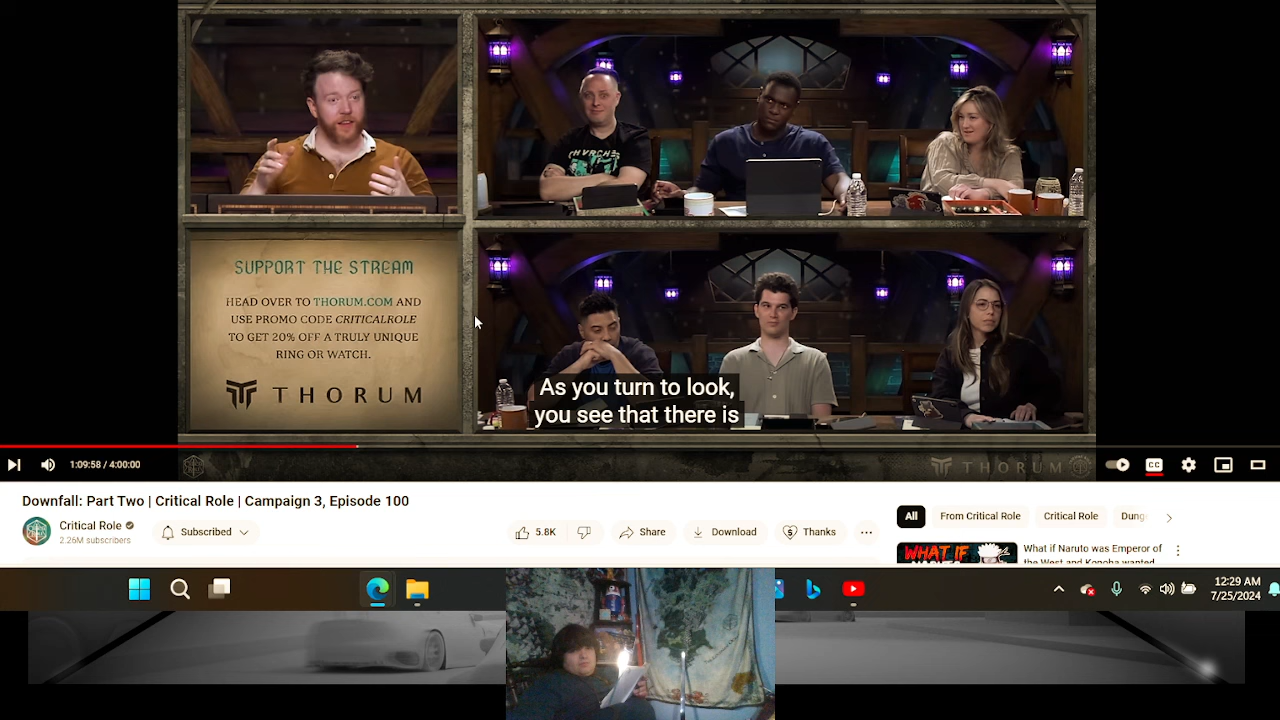 CHVRCHES
SUPPORT THE STREAM
HEAD OVER TO THORUM.COM AND
USE PROMO CODE CRITICALROLE
TO GET 20% OFF A TRULY UNIQUE
RING OR WATCH.
THORUM
As you turn to look,
you see that there is
THORUM
1:09:58 / 4:00:00
CC
Downfall: Part Two | Critical Role | Campaign 3, Episode 100
Critical Role
2.26M subscribers
Subscribed
5.8K
Share
Download
Thanks
All
From Critical Role
Critical Role
Dung
WHAT IF
What if Naruto was Emperor of
the West and Konoha wanted
12:29 AM
7/25/2024